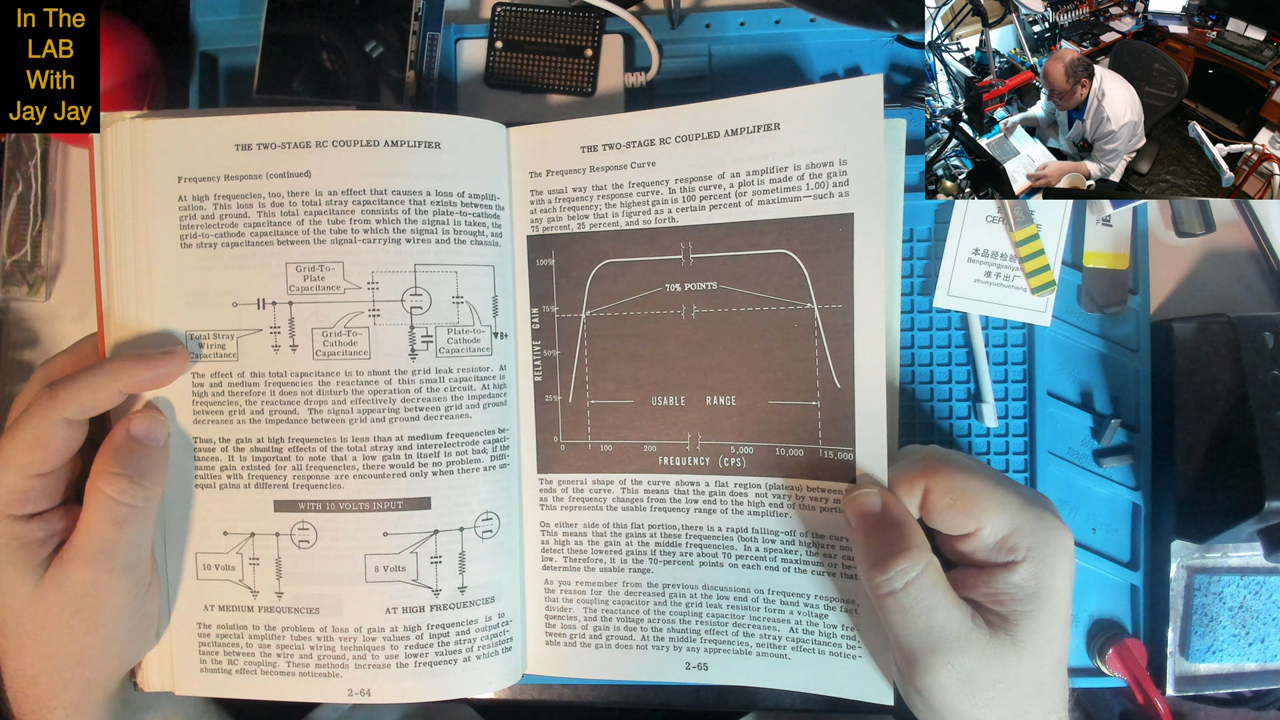 In The
LAB
With
Jay Jay
THE TWO-STAGE RC COUPLED AMPLIFIER
Frequency Response (continued)
At high frequencies, too, there is an effect that causes a loss of amplifi-
cation. This loss is due to total stray capacitance that exists between the
grid and ground. This total capacitance consists of the plate-to-cathode
interelectrode capacitance of the tube from which the signal is taken, the
grid-to-cathode capacitance of the tube to which the signal is brought, and
the stray capacitances between the signal-carrying wires and the chassis.
Grid-To-
Plate
Capacitance
Total Stray
Wiring
Capacitance
Grid-To-
Cathode
Capacitance
Plate-to-
Cathode
Capacitance
B+
The effect of this total capacitance is to shunt the grid leak resistor. At
low and medium frequencies the reactance of this small capacitance is
high and therefore it does not disturb the operation of the circuit. At high
frequencies, the reactance drops and effectively decreases the impedance
between grid and ground. The signal appearing between grid and ground
decreases as the impedance between grid and ground decreases.
Thus, the gain at high frequencies is less than at medium frequencies be-
cause of the shunting effects of the total stray and interelectrode capaci-
tances. It is important to note that a low gain in itself is not bad; if the
same gain existed for all frequencies, there would be no problem. Diffi-
culties with frequency response are encountered only when there are un-
equal gains at different frequencies.
WITH 10 VOLTS INPUT
10 Volts
8 Volts
AT MEDIUM FREQUENCIES
AT HIGH FREQUENCIES
The solution to the problem of loss of gain at high frequencies is to
use special amplifier tubes with very low values of input and output ca-
pacitances, to use special wiring techniques to reduce the stray capaci-
tance between the wire and ground, and to use lower values of resistors
in the RC coupling. These methods increase the frequency at which the
shunting effect becomes noticeable.
2-64
THE TWO-STAGE RC COUPLED AMPLIFIER
The Frequency Response Curve
The usual way that the frequency response of an amplifier is shown is
with a frequency response curve. In this curve, a plot is made of the gain
at each frequency; the highest gain is 100 percent (or sometimes 1.00) and
any gain below that is figured as a certain percent of maximum—such as
75 percent, 25 percent, and so forth.
100%
70% POINTS
75%
RELATIVE GAIN
50%
25%
USABLE RANGE
0
0 100 200 5,000 10,000 15,000
FREQUENCY (CPS)
The general shape of the curve shows a flat region (plateau) between
ends of the curve. This means that the gain does not vary by very
as the frequency changes from the low end to the high end of this
This represents the usable frequency range of the amplifier.
On either side of this flat portion, there is a rapid falling-off of the
This means that the gains at these frequencies (both low and high) are
as high as the gain at the middle frequencies. In a speaker, the ear
detect these lowered gains if they are about 70 percent of maximum or be-
low. Therefore, it is the 70-percent points on each end of the curve that
determine the usable range.
As you remember from the previous discussions on frequency response,
the reason for the decreased gain at the low end of the band was the fact
that the coupling capacitor and the grid leak resistor form a voltage
divider. The reactance of the coupling capacitor increases at the low fre-
quencies, and the voltage across the resistor decreases. At the high end,
the loss of gain is due to the shunting effect of the stray capacitances be-
tween grid and ground. At the middle frequencies, neither effect is notice-
able and the gain does not vary by any appreciable amount.
2-65
本品经检验
Benpinjingjianyan
准予出厂
zhunyuchuchang